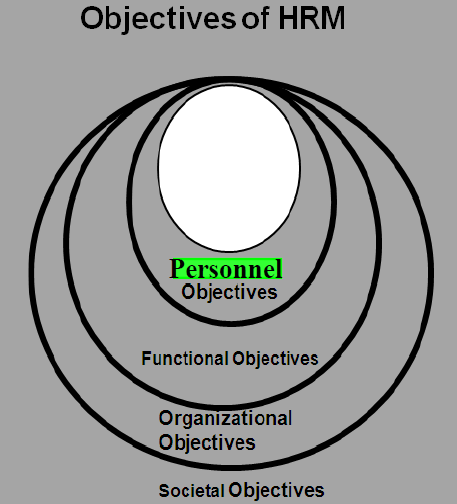 Objectives of HRM
Personnel
Objectives
Functional Objectives
Organizational
Objectives
Societal Objectives